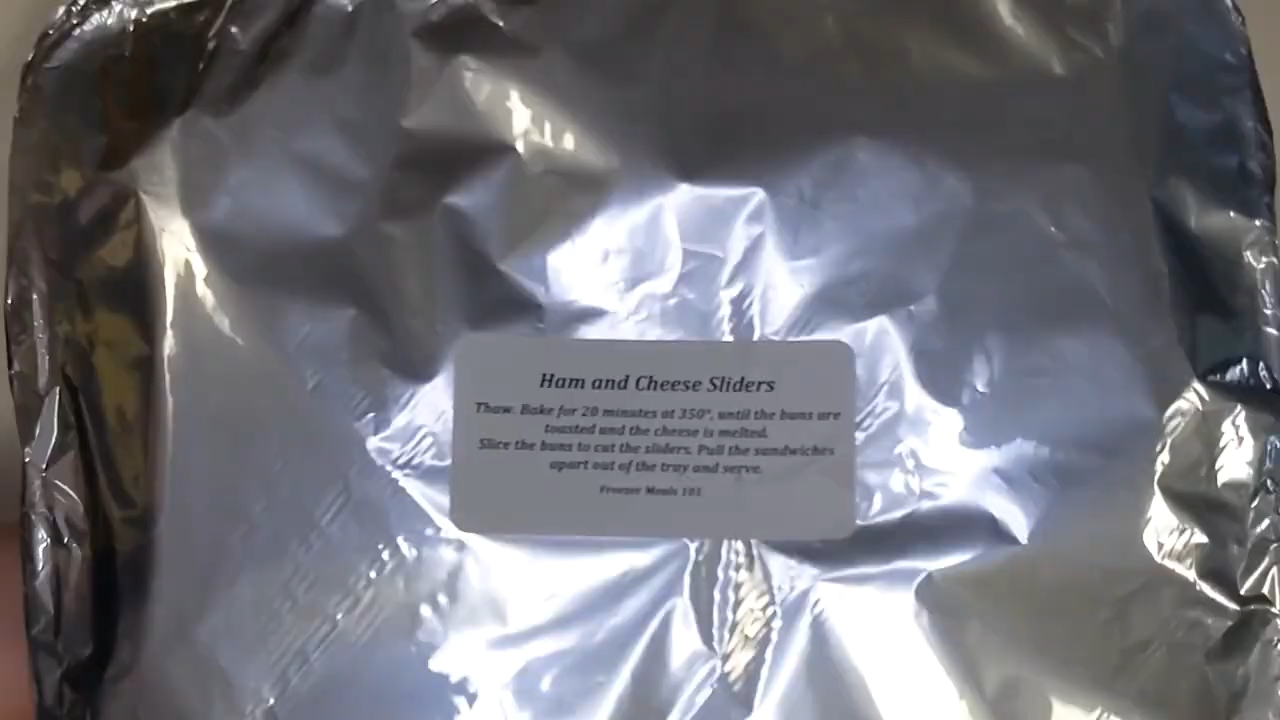 Ham and Cheese Sliders
Thaw. Bake for 20 minutes at 350°, until the buns are
toasted and the cheese is melted.
Slice the buns to cut the sliders. Pull the sandwiches
apart out of the tray and serve.
Freezer Meals 101